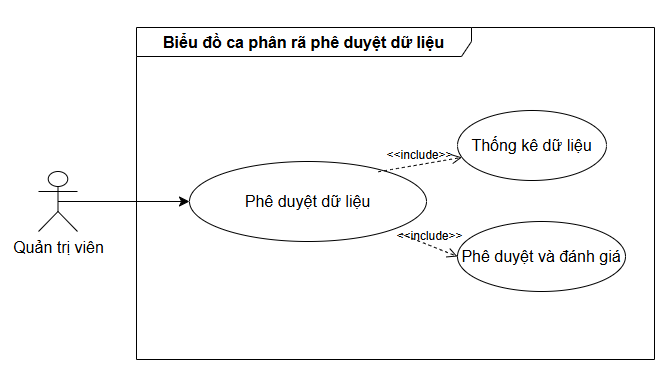 Biểu đồ ca phân rã phê duyệt dữ liệu
Thống kê dữ liệu
<<include>>
Phê duyệt dữ liệu
<<include>>
Phê duyệt và đánh giá
Quản trị viên